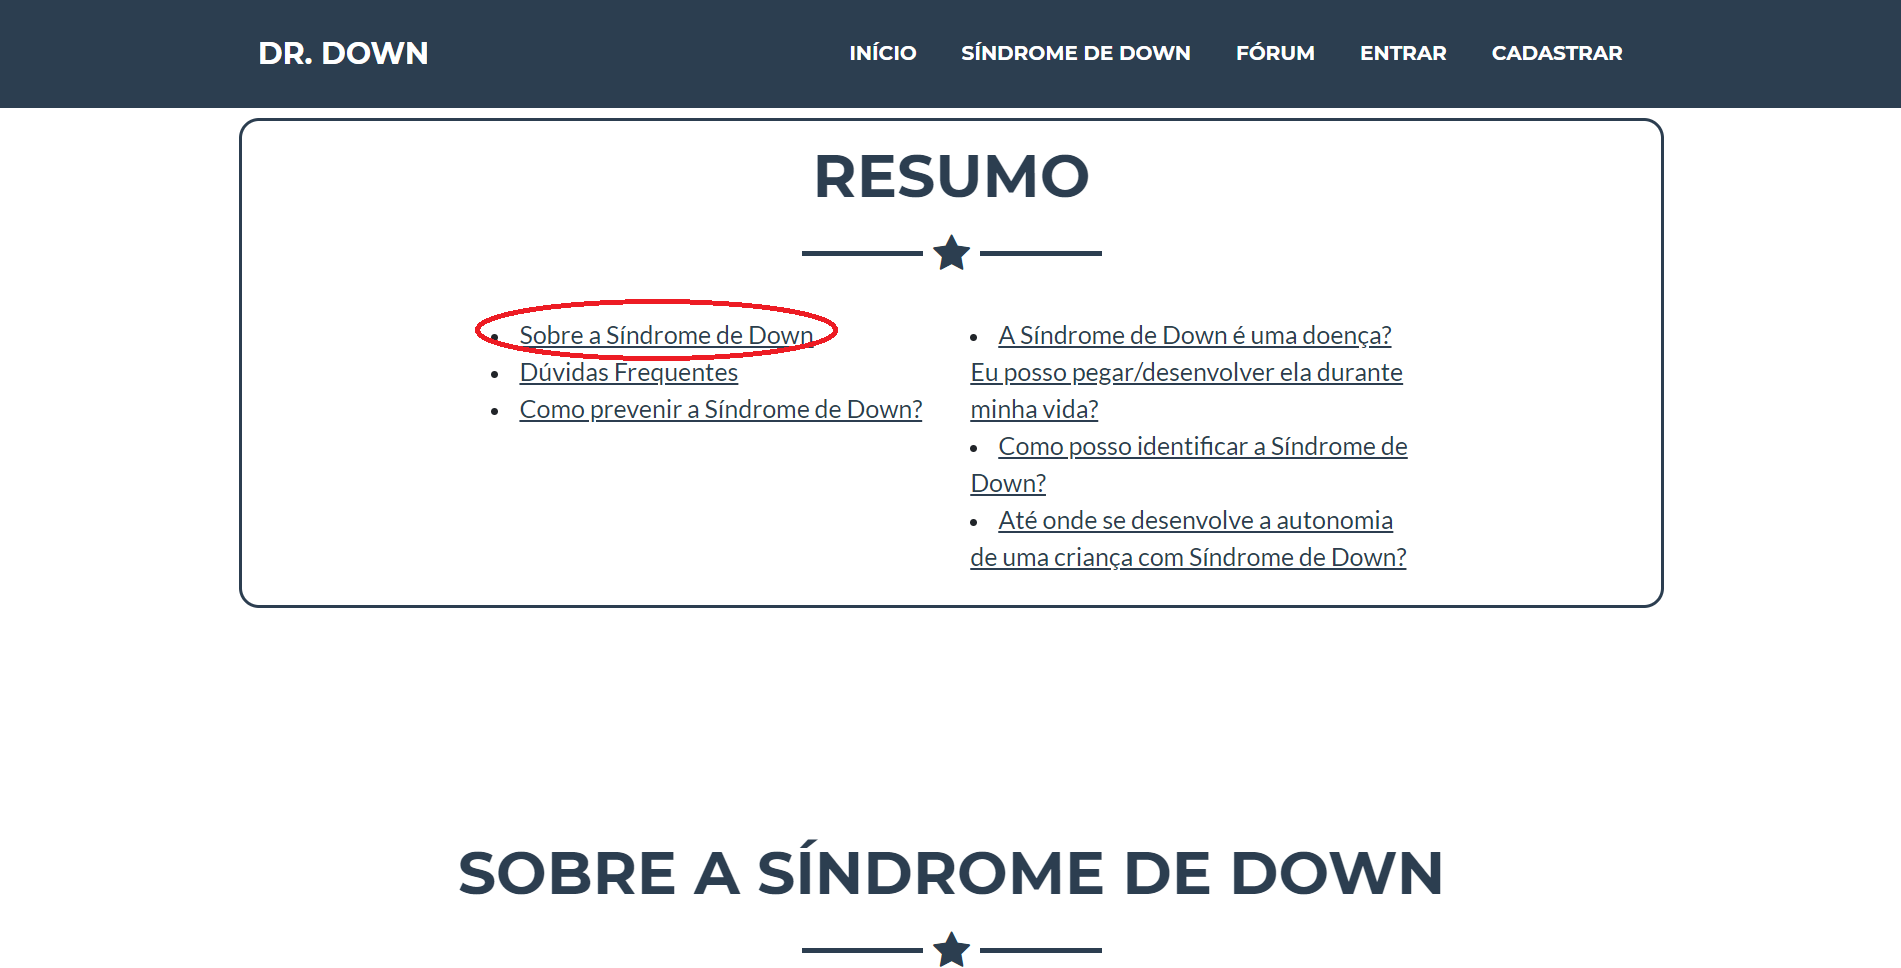 DR. DOWN
INÍCIO
SÍNDROME DE DOWN
FÓRUM
ENTRAR
CADASTRAR
RESUMO
Sobre a Síndrome de Down
Dúvidas Frequentes
Como prevenir a Síndrome de Down?
A Síndrome de Down é uma doença?
Eu posso pegar/desenvolver ela durante
minha vida?
Como posso identificar a Síndrome de
Down?
Até onde se desenvolve a autonomia
de uma criança com Síndrome de Down?
SOBRE A SÍNDROME DE DOWN